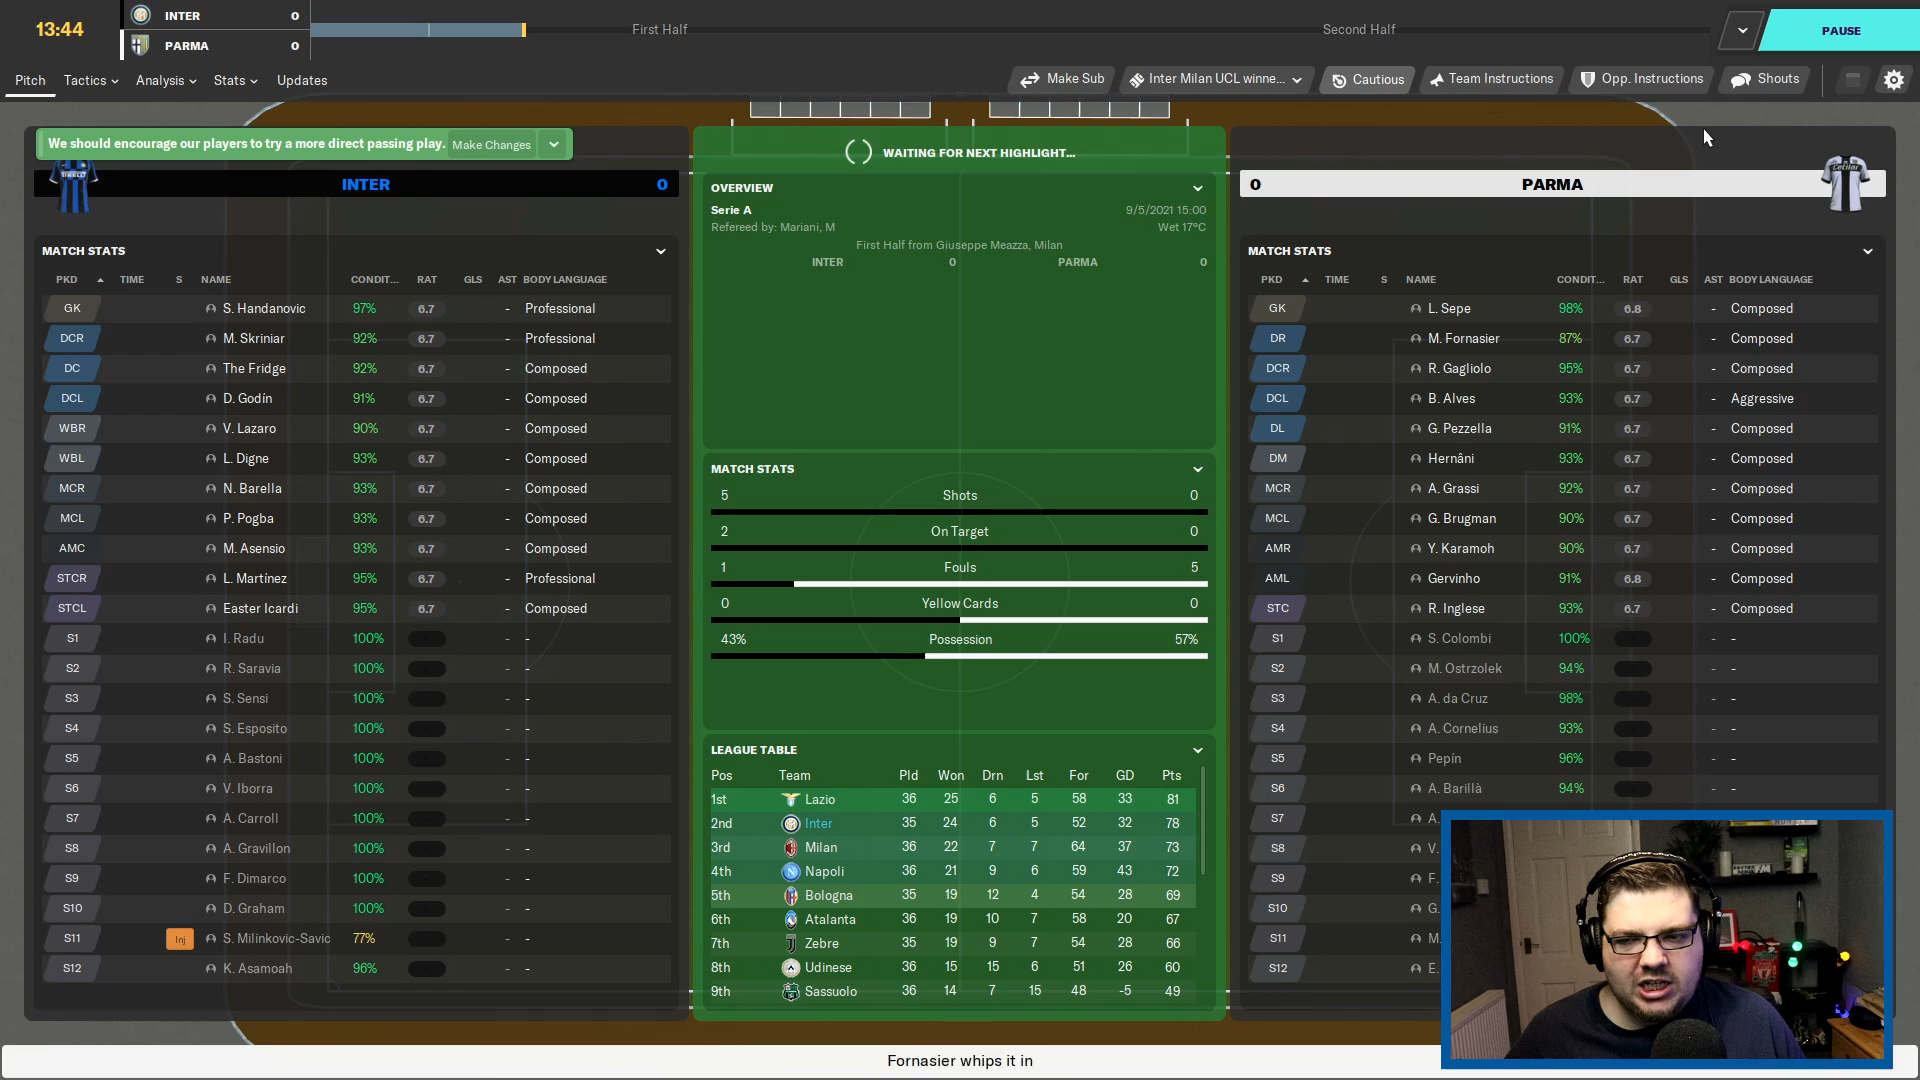 13:44
INTER 0
PARMA 0
First Half
Second Half
PAUSE
Pitch Tactics Analysis Stats Updates
Make Sub Inter Milan UCL winne... Cautious Team Instructions Opp. Instructions Shouts
We should encourage our players to try a more direct passing play. Make Changes
INTER 0
MATCH STATS
PKD TIME S NAME CONDIT... RAT GLS AST BODY LANGUAGE
GK S. Handanovic 97% 6.7 - Professional
DCR M. Skriniar 92% 6.7 - Professional
DC The Fridge 92% 6.7 - Composed
DCL D. Godín 91% 6.7 - Composed
WBR V. Lazaro 90% 6.7 - Composed
WBL L. Digne 93% 6.7 - Composed
MCR N. Barella 93% 6.7 - Composed
MCL P. Pogba 93% 6.7 - Composed
AMC M. Asensio 93% 6.7 - Composed
STCR L. Martínez 95% 6.7 - Professional
STCL Easter Icardi 95% 6.7 - Composed
S1 I. Radu 100% - -
S2 R. Saravia 100% - -
S3 S. Sensi 100% - -
S4 S. Esposito 100% - -
S5 A. Bastoni 100% - -
S6 V. Iborra 100% - -
S7 A. Carroll 100% - -
S8 A. Gravillon 100% - -
S9 F. Dimarco 100% - -
S10 D. Graham 100% - -
S11 Inj S. Milinkovic-Savic 77% - -
S12 K. Asamoah 96% - -
WAITING FOR NEXT HIGHLIGHT...
OVERVIEW
Serie A 9/5/2021 15:00
Refereed by: Mariani, M Wet 17°C
First Half from Giuseppe Meazza, Milan
INTER 0 PARMA 0
MATCH STATS
5 Shots 0
2 On Target 0
1 Fouls 5
0 Yellow Cards 0
43% Possession 57%
LEAGUE TABLE
Pos Team Pld Won Drn Lst For GD Pts
1st Lazio 36 25 6 5 58 33 81
2nd Inter 35 24 6 5 52 32 78
3rd Milan 36 22 7 7 64 37 73
4th Napoli 36 21 9 6 59 43 72
5th Bologna 35 19 12 4 54 28 69
6th Atalanta 36 19 10 7 58 20 67
7th Zebre 35 19 9 7 54 28 66
8th Udinese 36 15 15 6 51 26 60
9th Sassuolo 36 14 7 15 48 -5 49
0 PARMA
MATCH STATS
PKD TIME S NAME CONDIT... RAT GLS AST BODY LANGUAGE
GK L. Sepe 98% 6.8 - Composed
DR M. Fornasier 87% 6.7 - Composed
DCR R. Gagliolo 95% 6.7 - Composed
DCL B. Alves 93% 6.7 - Aggressive
DL G. Pezzella 91% 6.7 - Composed
DM Hernâni 93% 6.7 - Composed
MCR A. Grassi 92% 6.7 - Composed
MCL G. Brugman 90% 6.7 - Composed
AMR Y. Karamoh 90% 6.7 - Composed
AML Gervinho 91% 6.8 - Composed
STC R. Inglese 93% 6.7 - Composed
S1 S. Colombi 100% - -
S2 M. Ostrzolek 94% - -
S3 A. da Cruz 98% - -
S4 A. Cornelius 93% - -
S5 Pepín 96% - -
S6 A. Barillà 94% - -
S7 A.
S8 V.
S9 F.
S10 G.
S11 M.
S12 E.
Fornasier whips it in